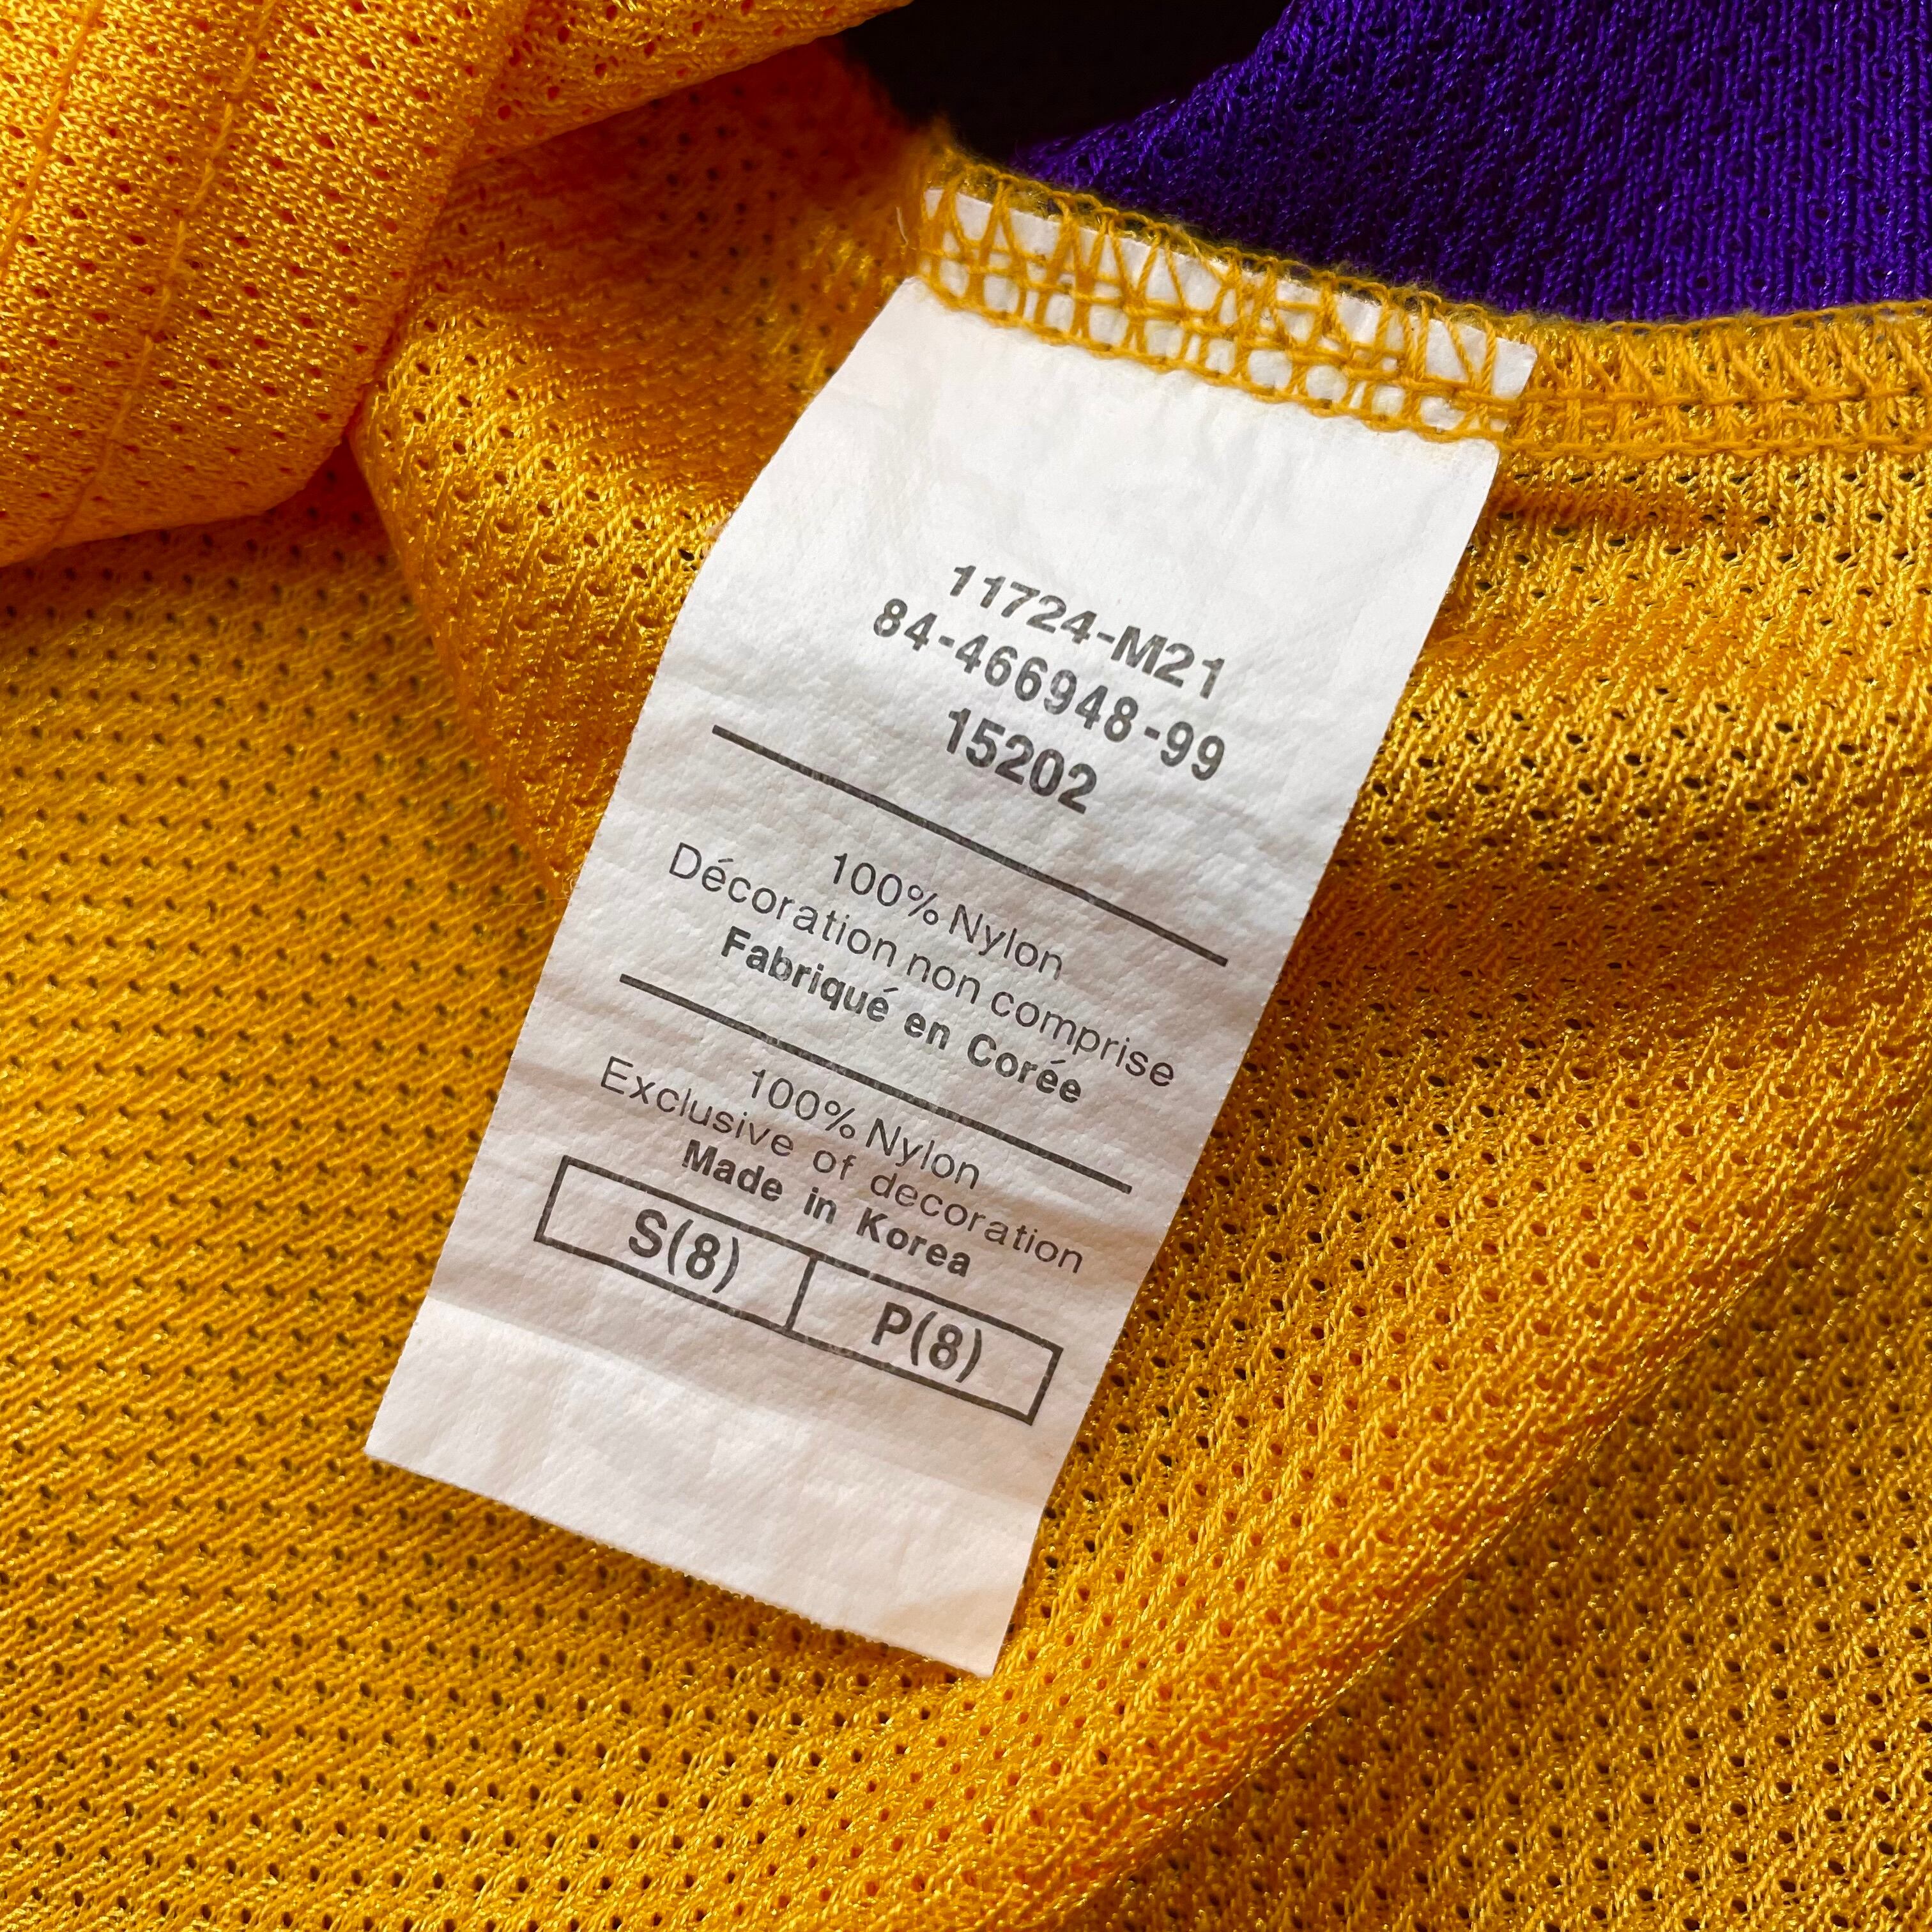 11724-M21
84-466948-99
15202
100% Nylon
Décoration non comprise
Fabriqué en Corée
100% Nylon
Exclusive of decoration
Made in Korea
S(8) P(8)